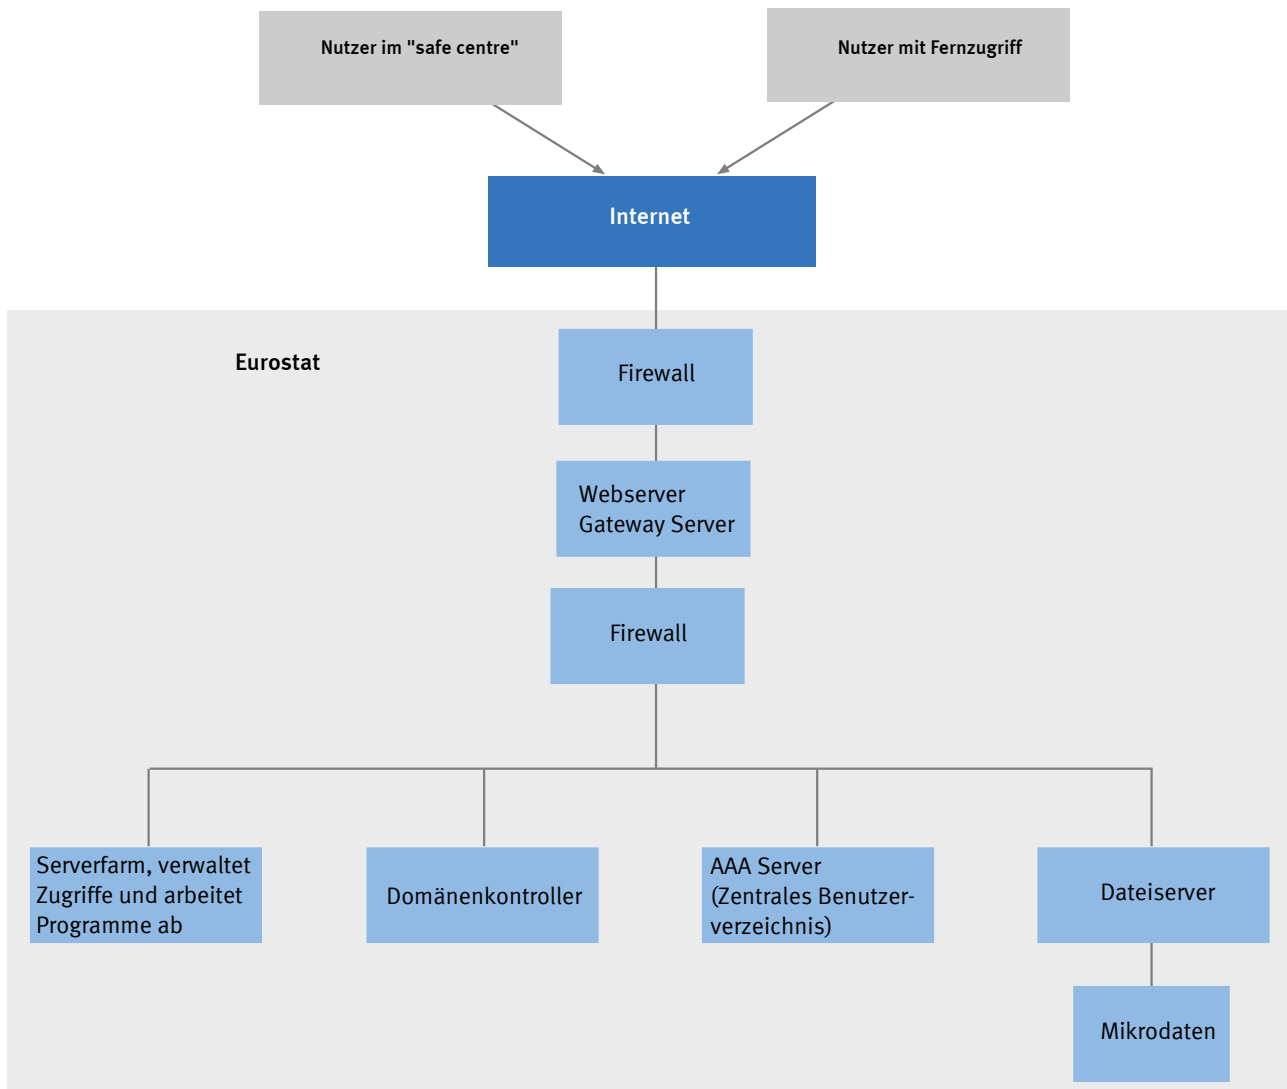 Nutzer im "safe centre"
Nutzer mit Fernzugriff
Internet
Eurostat
Firewall
Webserver
Gateway Server
Firewall
Serverfarm, verwaltet
Zugriffe und arbeitet
Programme ab
Domänenkontroller
AAA Server
(Zentrales Benutzer-
verzeichnis)
Dateiserver
Mikrodaten